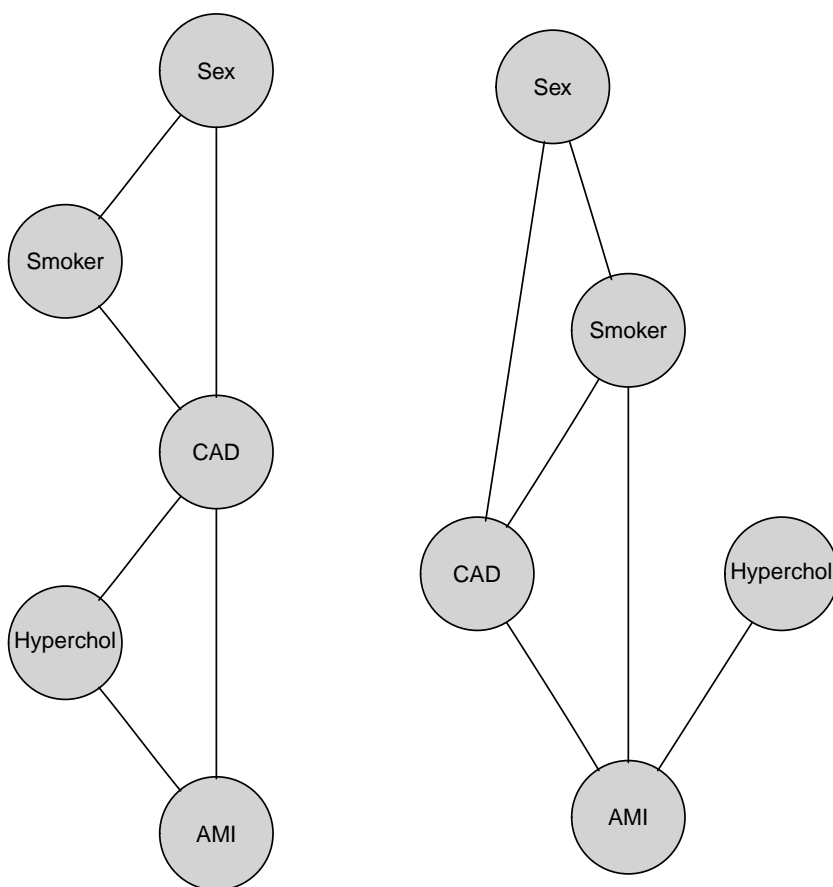 Sex
Smoker
CAD
Hyperchol
AMI
Sex
Smoker
CAD
Hyperchol
AMI